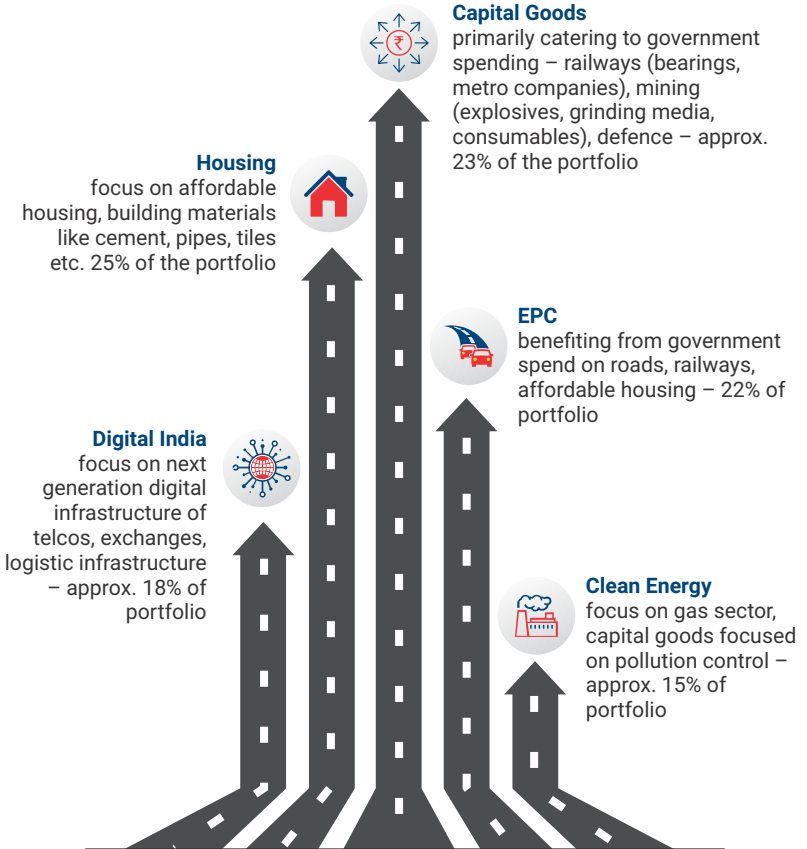 Capital Goods
primarily catering to government
spending – railways (bearings,
metro companies), mining
(explosives, grinding media,
consumables), defence – approx.
23% of the portfolio
₹
Housing
focus on affordable
housing, building materials
like cement, pipes, tiles
etc. 25% of the portfolio
EPC
benefiting from government
spend on roads, railways,
affordable housing – 22% of
portfolio
Digital India
focus on next
generation digital
infrastructure of
telcos, exchanges,
logistic infrastructure
– approx. 18% of
portfolio
Clean Energy
focus on gas sector,
capital goods focused
on pollution control –
approx. 15% of
portfolio